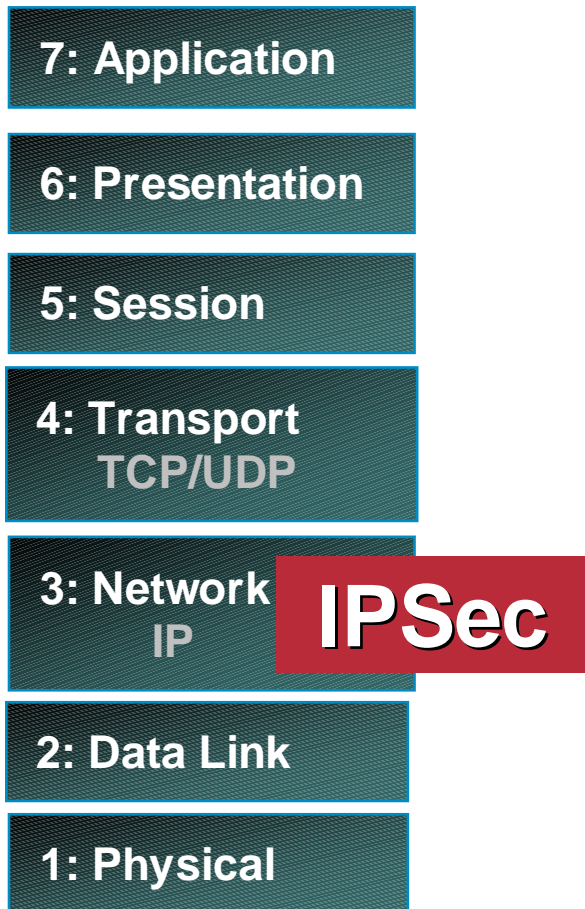 7: Application
6: Presentation
5: Session
4: Transport
TCP/UDP
3: Network
IP
IPSec
2: Data Link
1: Physical